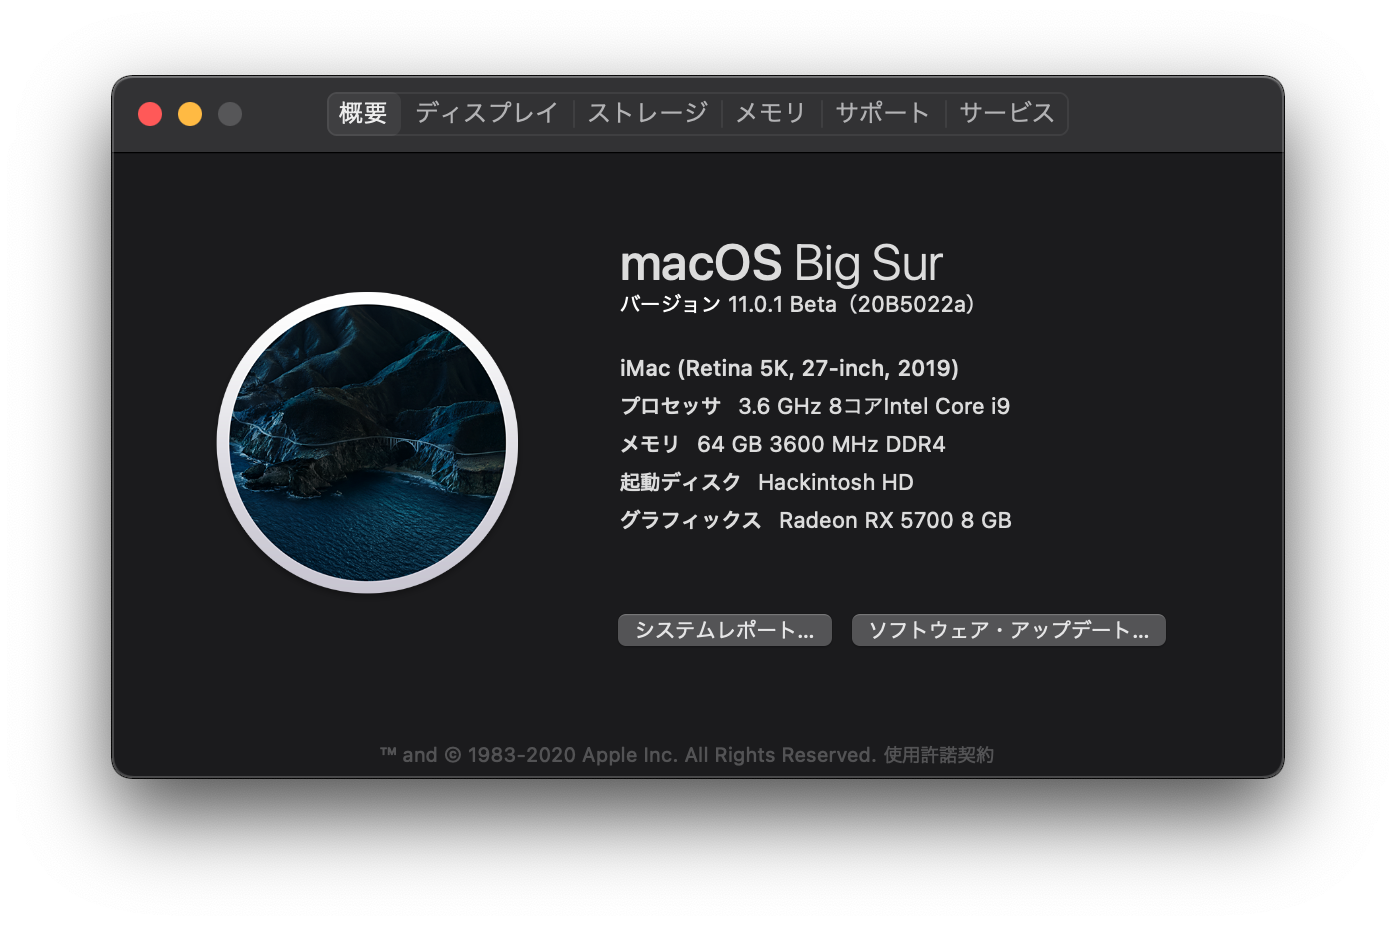 概要 ディスプレイ ストレージ メモリ サポート サービス
macOS Big Sur
バージョン 11.0.1 Beta（20B5022a）
iMac (Retina 5K, 27-inch, 2019)
プロセッサ 3.6 GHz 8コアIntel Core i9
メモリ 64 GB 3600 MHz DDR4
起動ディスク Hackintosh HD
グラフィックス Radeon RX 5700 8 GB
システムレポート... ソフトウェア・アップデート...
™ and © 1983-2020 Apple Inc. All Rights Reserved. 使用許諾契約